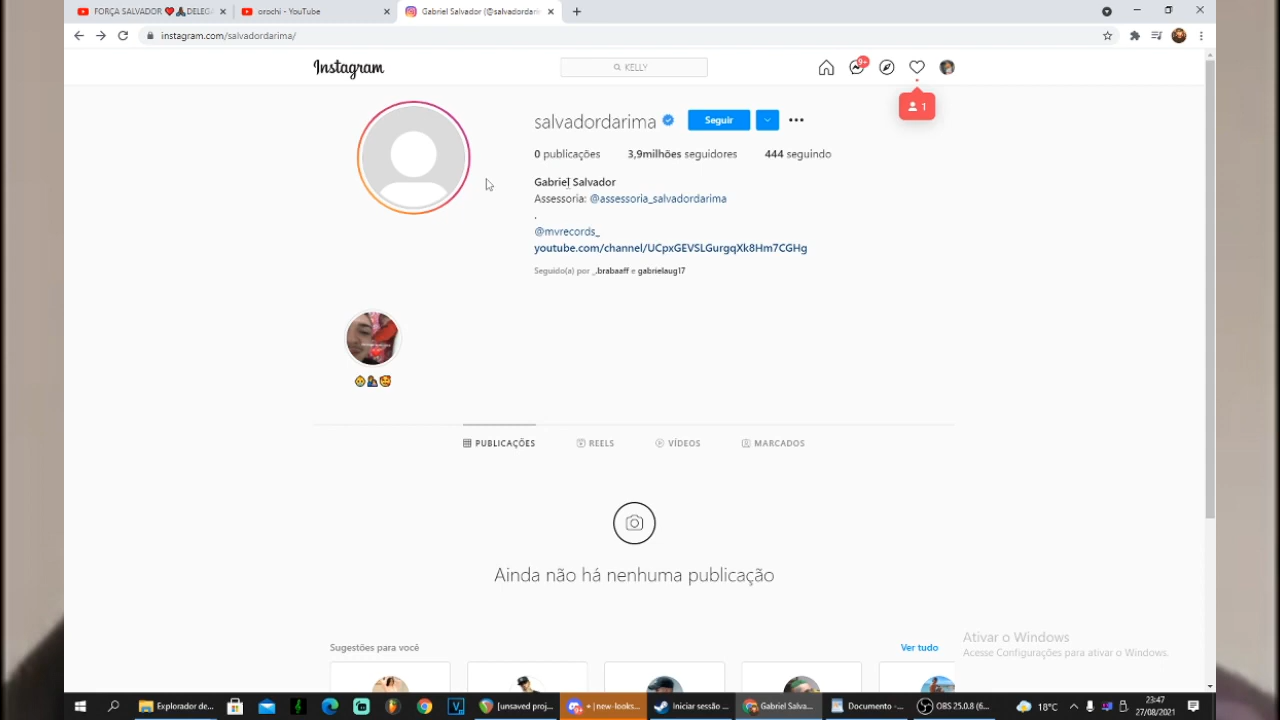 FORÇA SALVADOR ❤️🙏🏿DELEGA
orochi - YouTube
Gabriel Salvador (@salvadordarim
instagram.com/salvadordarima/
Instagram
KELLY
9+
1
salvadordarima
Seguir
0 publicações 3,9milhões seguidores 444 seguindo
Gabriel Salvador
Assessoria: @assessoria_salvadordarima
.
@mvrecords_
youtube.com/channel/UCpxGEVSLGurgqXk8Hm7CGHg
Seguido(a) por _.brabaaff e gabrielaug17
PUBLICAÇÕES REELS VÍDEOS MARCADOS
Ainda não há nenhuma publicação
Sugestões para você
Ver tudo
Ativar o Windows
Acesse Configurações para ativar o Windows.
Explorador de...
[unsaved proj...
• | new-looks...
Iniciar sessão ...
Gabriel Salva...
Documento -...
OBS 25.0.8 (6...
18°C
23:47
27/08/2021